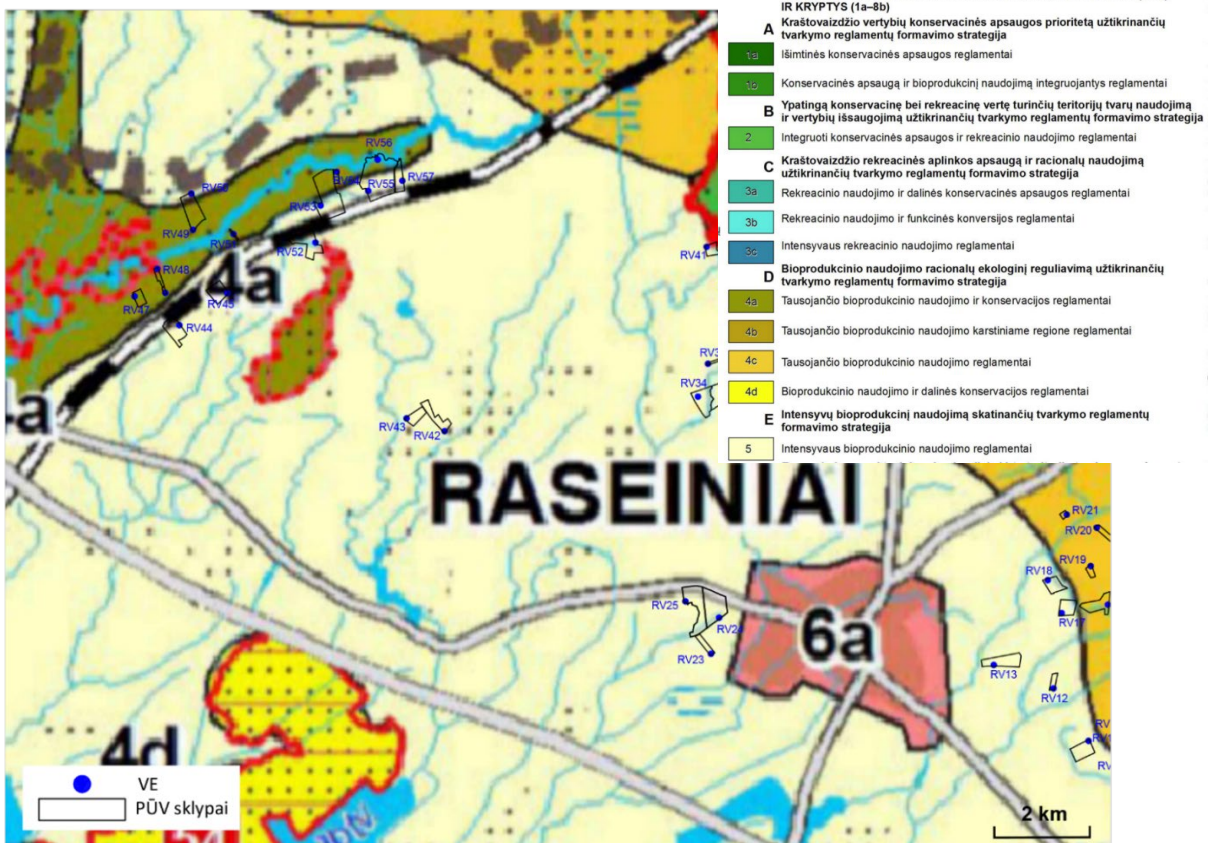 IR KRYPTYS (1a–8b)
A Kraštovaizdžio vertybių konservacinės apsaugos prioritetą užtikrinančių
tvarkymo reglamentų formavimo strategija
1a Išimtinės konservacinės apsaugos reglamentai
1b Konservacinės apsaugą ir bioprodukcinį naudojimą integruojantys reglamentai
B Ypatingą konservacinę bei rekreacinę vertę turinčių teritorijų tvarų naudojimą
ir vertybių išsaugojimą užtikrinančių tvarkymo reglamentų formavimo strategija
2 Integruoti konservacinės apsaugos ir rekreacinio naudojimo reglamentai
C Kraštovaizdžio rekreacinės aplinkos apsaugą ir racionalų naudojimą
užtikrinančių tvarkymo reglamentų formavimo strategija
3a Rekreacinio naudojimo ir dalinės konservacinės apsaugos reglamentai
3b Rekreacinio naudojimo ir funkcinės konversijos reglamentai
3c Intensyvaus rekreacinio naudojimo reglamentai
D Bioprodukcinio naudojimo racionalų ekologinį reguliavimą užtikrinančių
tvarkymo reglamentų formavimo strategija
4a Tausojančio bioprodukcinio naudojimo ir konservacijos reglamentai
4b Tausojančio bioprodukcinio naudojimo karstiniame regione reglamentai
4c Tausojančio bioprodukcinio naudojimo reglamentai
4d Bioprodukcinio naudojimo ir dalinės konservacijos reglamentai
E Intensyvų bioprodukcinį naudojimą skatinančių tvarkymo reglamentų
formavimo strategija
5 Intensyvaus bioprodukcinio naudojimo reglamentai
RV56
RV55
RV57
RV53
RV49
RV52
RV41
RV48
4a
RV45
RV47
RV44
RV34
RV43
RV42
RASEINIAI
RV21
RV20
RV19
RV18
RV25
RV24
RV17
6a
RV23
RV13
RV12
4d
VE
PŪV sklypai
2 km